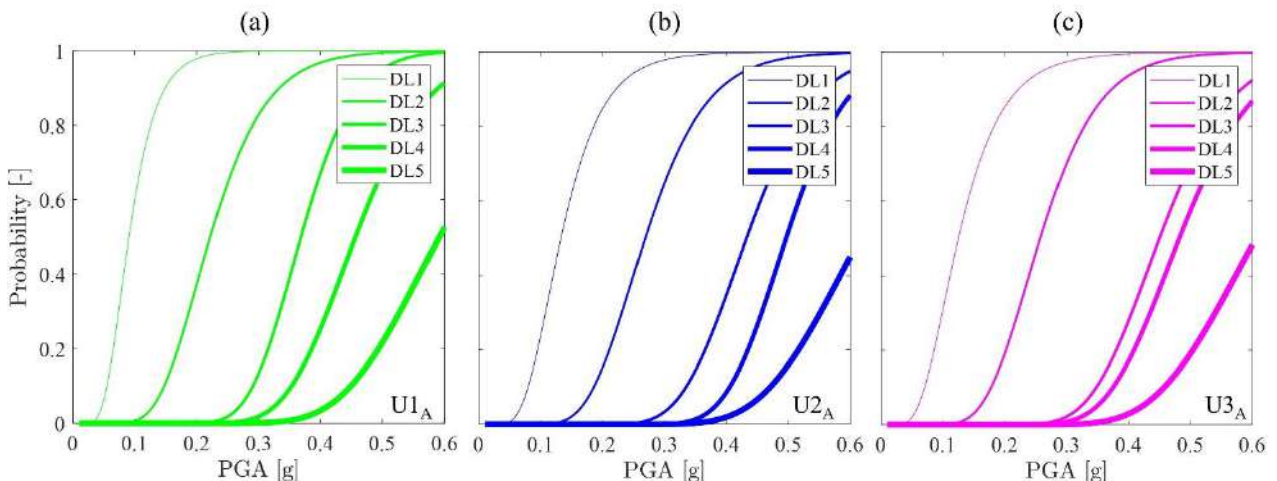 (a) (b) (c)
Probability [-]
1
0.8
0.6
0.4
0.2
0
DL1
DL2
DL3
DL4
DL5
U1A
0 0.1 0.2 0.3 0.4 0.5 0.6
PGA [g]
DL1
DL2
DL3
DL4
DL5
U2A
0.1 0.2 0.3 0.4 0.5 0.6
PGA [g]
DL1
DL2
DL3
DL4
DL5
U3A
0.1 0.2 0.3 0.4 0.5 0.6
PGA [g]